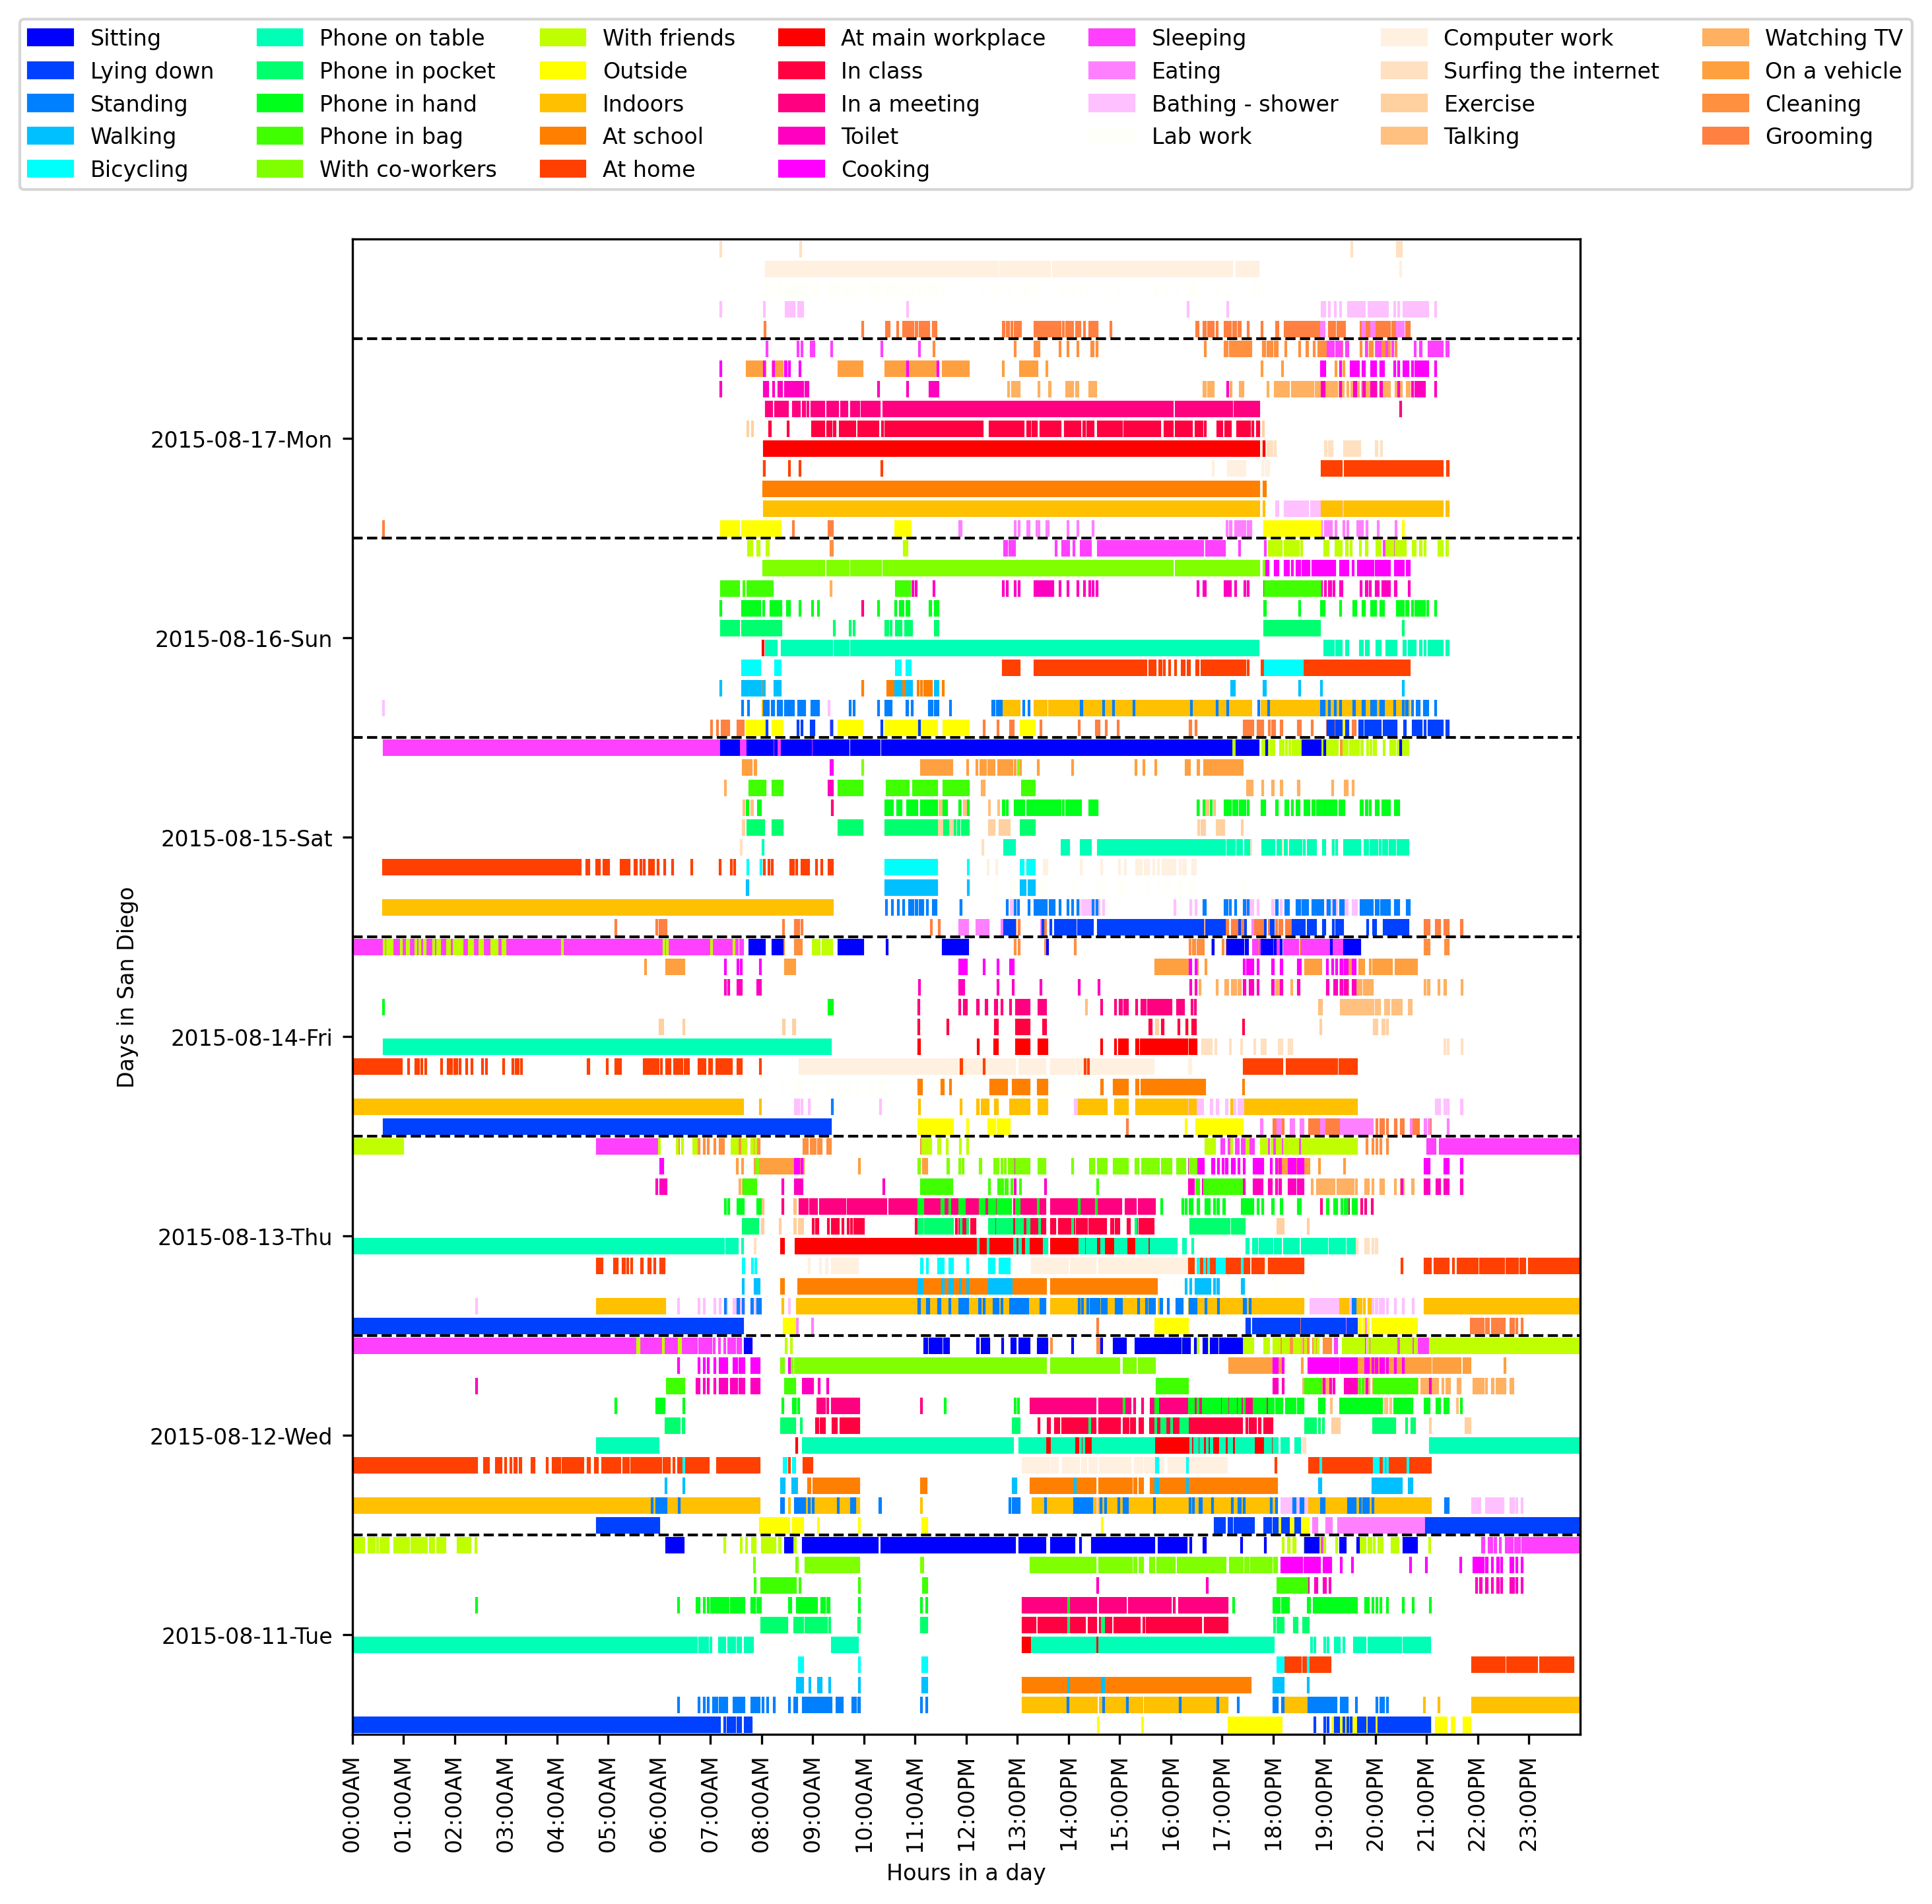 Sitting
Lying down
Standing
Walking
Bicycling
Phone on table
Phone in pocket
Phone in hand
Phone in bag
With co-workers
With friends
Outside
Indoors
At school
At home
At main workplace
In class
In a meeting
Toilet
Cooking
Sleeping
Eating
Bathing - shower
Lab work
Computer work
Surfing the internet
Exercise
Talking
Watching TV
On a vehicle
Cleaning
Grooming
Days in San Diego
2015-08-17-Mon
2015-08-16-Sun
2015-08-15-Sat
2015-08-14-Fri
2015-08-13-Thu
2015-08-12-Wed
2015-08-11-Tue
00:00AM
01:00AM
02:00AM
03:00AM
04:00AM
05:00AM
06:00AM
07:00AM
08:00AM
09:00AM
10:00AM
11:00AM
12:00PM
13:00PM
14:00PM
15:00PM
16:00PM
17:00PM
18:00PM
19:00PM
20:00PM
21:00PM
22:00PM
23:00PM
Hours in a day